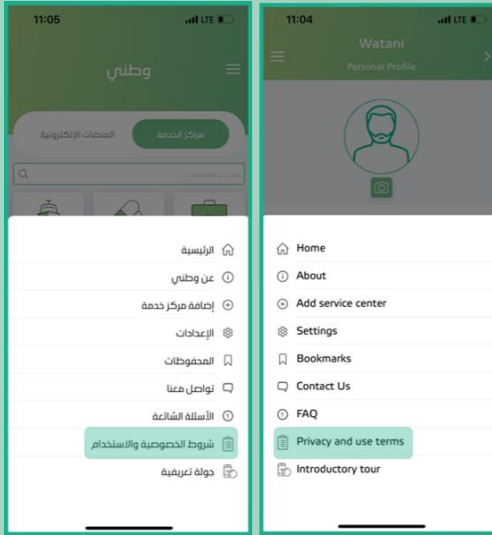 11:05
LTE
وطني
مراكز الخدمة
المنصات الإلكترونية
الرئيسية
عن وطني
إضافة مركز خدمة
الإعدادات
المحفوظات
تواصل معنا
الأسئلة الشائعة
شروط الخصوصية والاستخدام
جولة تعريفية
11:04
LTE
Watani
Personal Profile
Home
About
Add service center
Settings
Bookmarks
Contact Us
FAQ
Privacy and use terms
Introductory tour